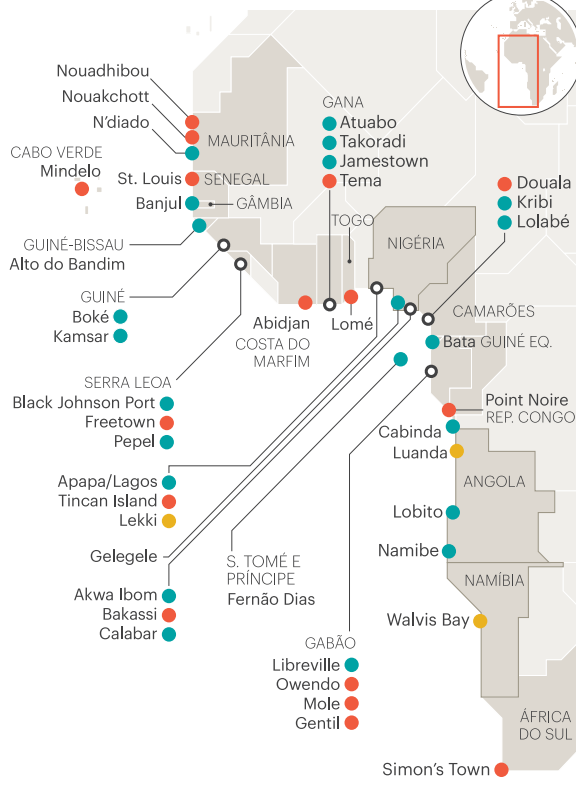 Nouadhibou
Nouakchott
N'diado
MAURITÂNIA
CABO VERDE
Mindelo
St. Louis
SENEGAL
Banjul
GÂMBIA
GUINÉ-BISSAU
Alto do Bandim
GUINÉ
Boké
Kamsar
SERRA LEOA
Black Johnson Port
Freetown
Pepel
Abidjan
COSTA DO
MARFIM
GANA
Atuabo
Takoradi
Jamestown
Tema
TOGO
Lomé
NIGÉRIA
Apapa/Lagos
Tincan Island
Lekki
Gelegele
Akwa Ibom
Bakassi
Calabar
Douala
Kribi
Lolabé
CAMARÕES
Bata GUINÉ EQ.
S. TOMÉ E
PRÍNCIPE
Fernão Dias
GABÃO
Libreville
Owendo
Mole
Gentil
Point Noire
REP. CONGO
Cabinda
Luanda
ANGOLA
Lobito
Namibe
NAMÍBIA
Walvis Bay
ÁFRICA
DO SUL
Simon's Town